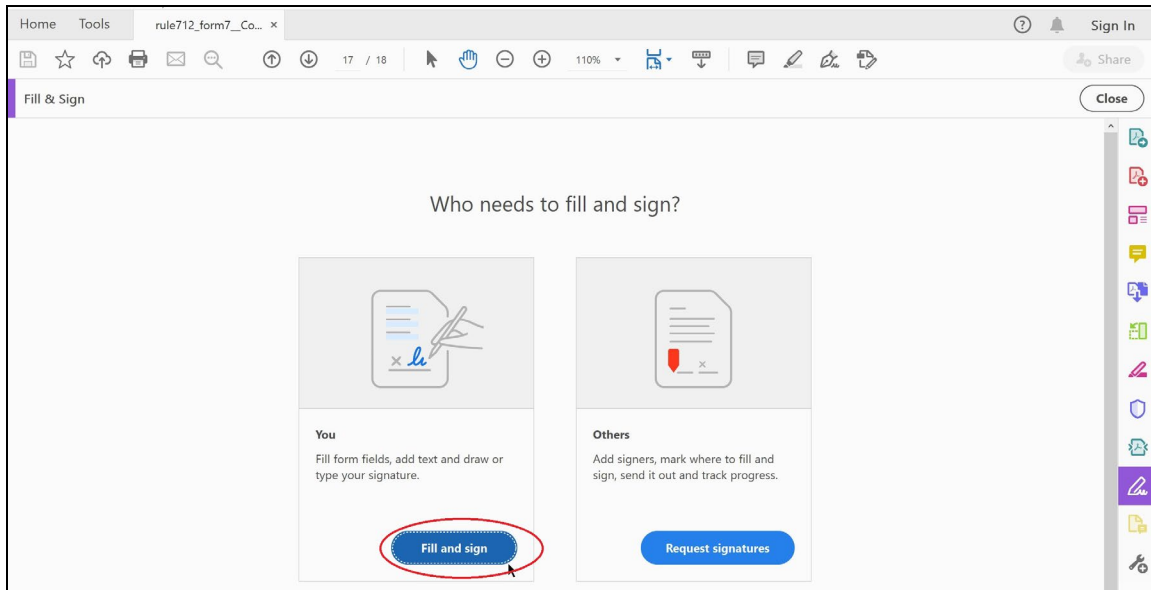 Home Tools rule712_form7__Co... × ? Sign In
17 / 18 110% Share
Fill & Sign Close
Who needs to fill and sign?
You
Fill form fields, add text and draw or
type your signature.
Fill and sign
Others
Add signers, mark where to fill and
sign, send it out and track progress.
Request signatures